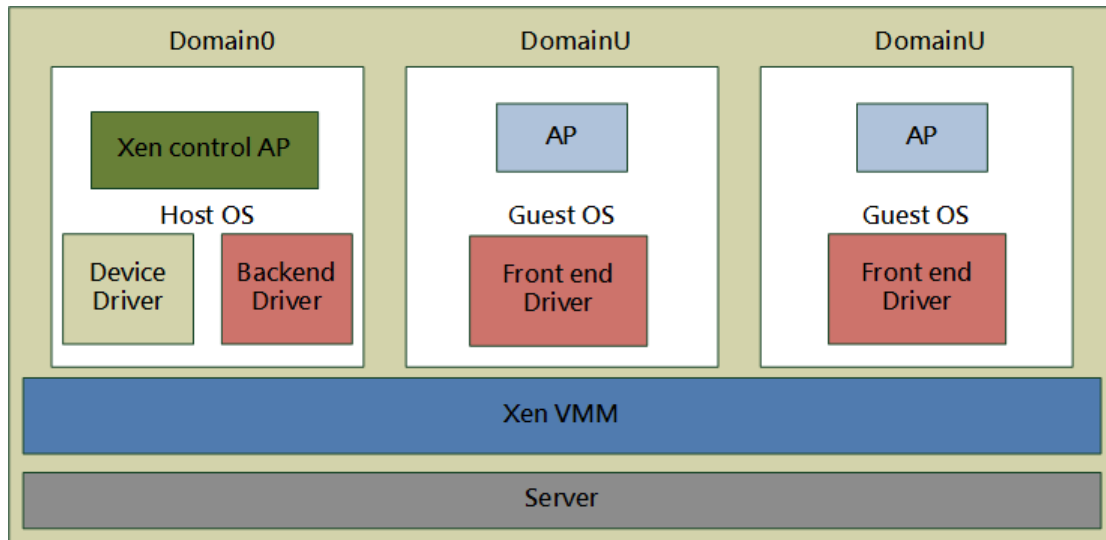 Domain0
DomainU
DomainU
Xen control AP
AP
AP
Host OS
Guest OS
Guest OS
Device
Driver
Backend
Driver
Front end
Driver
Front end
Driver
Xen VMM
Server